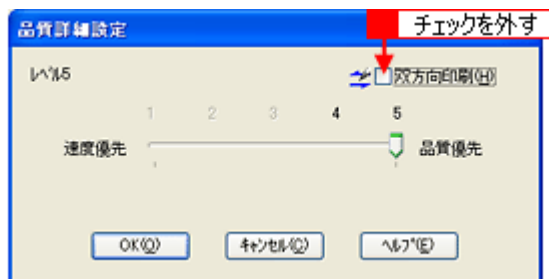 品質詳細設定
チェックを外す
ﾚﾍﾞﾙ5
双方向印刷(H)
1 2 3 4 5
速度優先 品質優先
OK(O) ｷｬﾝｾﾙ(C) ﾍﾙﾌﾟ(E)